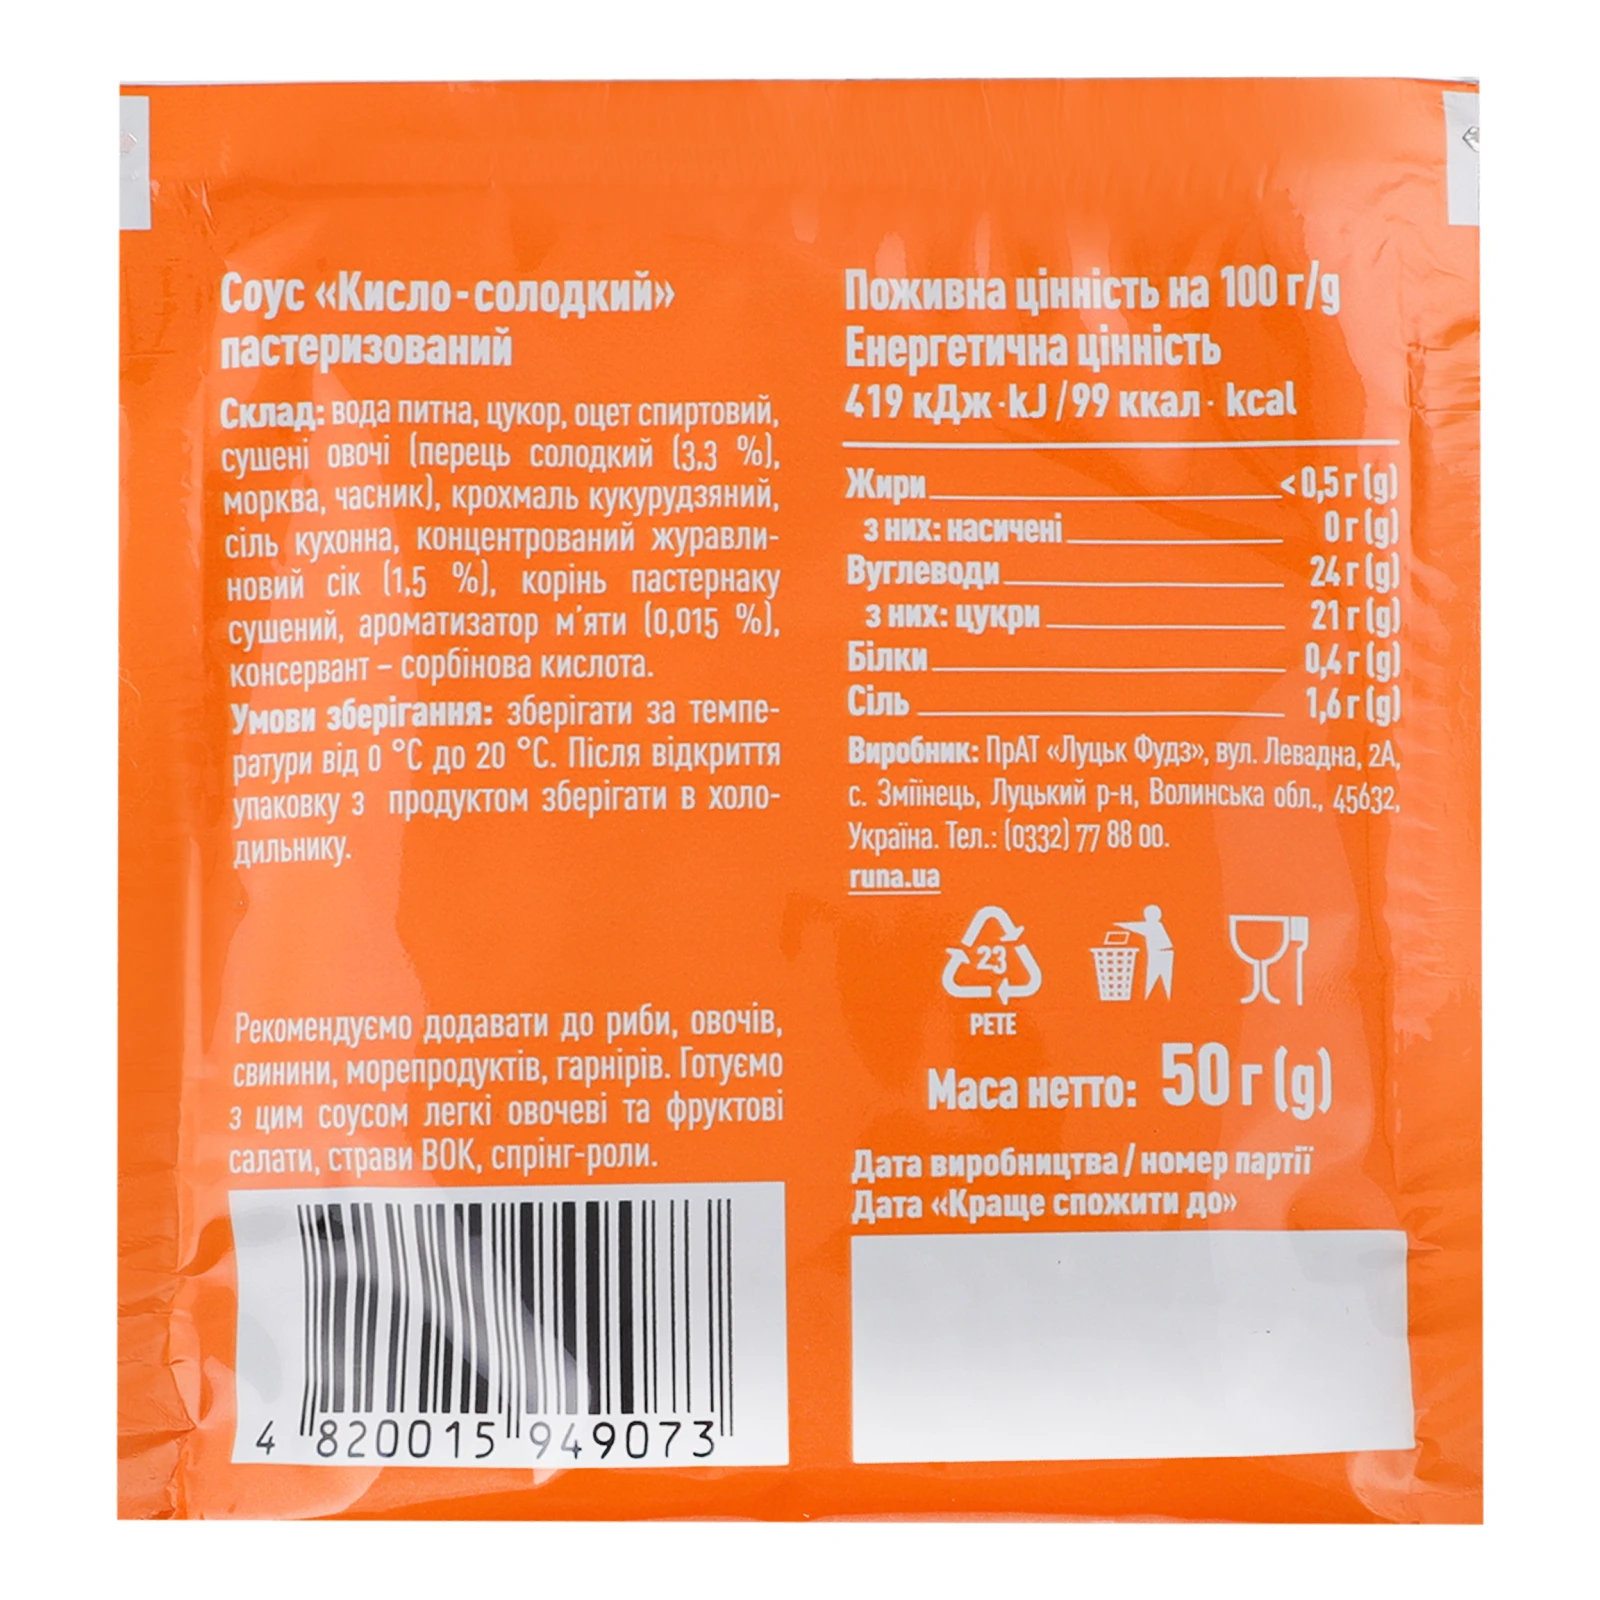 Соус «Кисло-солодкий»
пастеризований
Склад: вода питна, цукор, оцет спиртовий,
сушені овочі (перець солодкий (3.3 %),
морква, часник), крохмаль кукурудзяний,
сіль кухонна, концентрований журавли-
новий сік (1.5 %), корінь пастернаку
сушений, ароматизатор м'яти (0,015 %),
консервант – сорбінова кислота.
Умови зберігання: зберігати за темпе-
ратури від 0 °C до 20 °C. Після відкриття
упаковку з продуктом зберігати в холо-
дильнику.
Рекомендуємо додавати до риби, овочів,
свинини, морепродуктів, гарнірів. Готуємо
з цим соусом легкі овочеві та фруктові
салати, страви ВОК, спрінг-роли.
4 820015 949073
Поживна цінність на 100 г/g
Енергетична цінність
419 кДж·kJ/99 ккал·kcal
Жири <0,5 г (g)
з них: насичені 0 г (g)
Вуглеводи 24 г (g)
з них: цукри 21 г (g)
Білки 0,4 г (g)
Сіль 1,6 г (g)
Виробник: ПрАТ «Луцьк Фудз», вул. Левадна, 2А,
с. Зміїнець, Луцький р-н, Волинська обл., 45632,
Україна. Тел.: (0332) 77 88 00.
runa.ua
23
PETE
Маса нетто: 50 г (g)
Дата виробництва/номер партії
Дата «Краще спожити до»